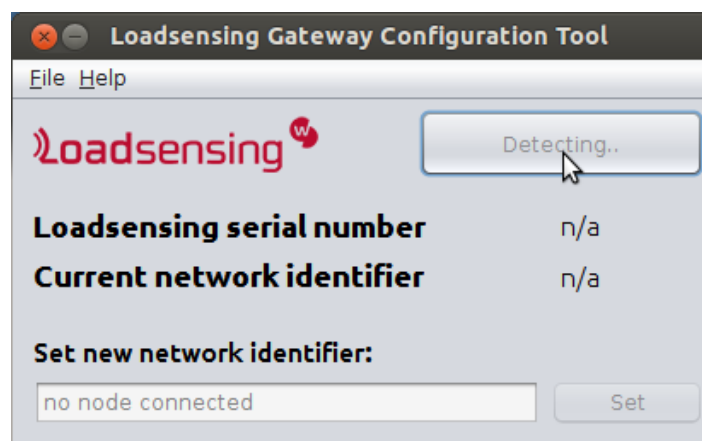 Loadsensing Gateway Configuration Tool
File Help
Loadsensing W
Detecting..
Loadsensing serial number n/a
Current network identifier n/a
Set new network identifier:
no node connected Set